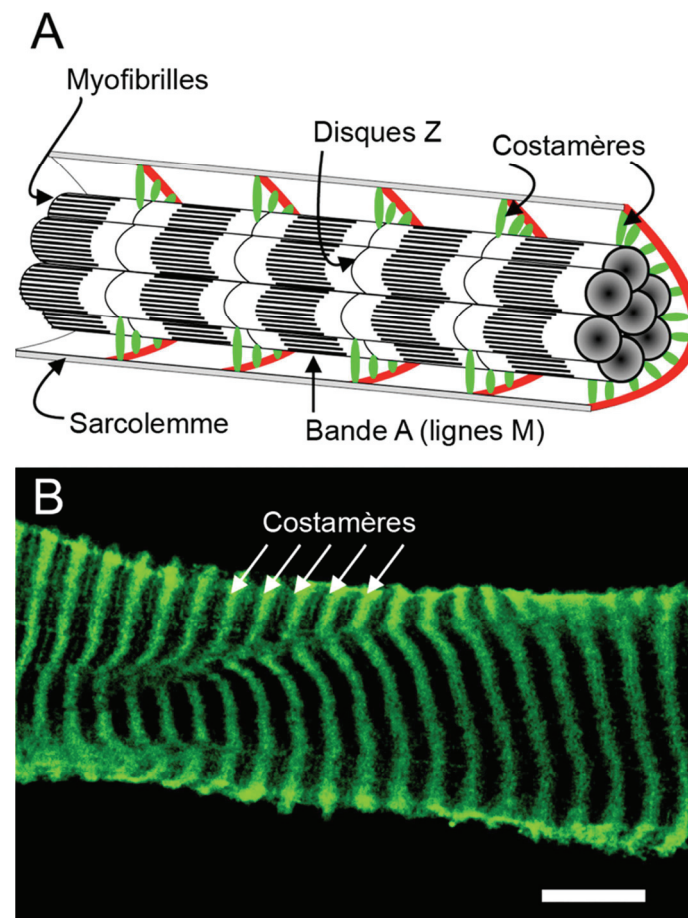 A
Myofibrilles
Disques Z
Costamères
Sarcolemme
Bande A (lignes M)
B
Costamères